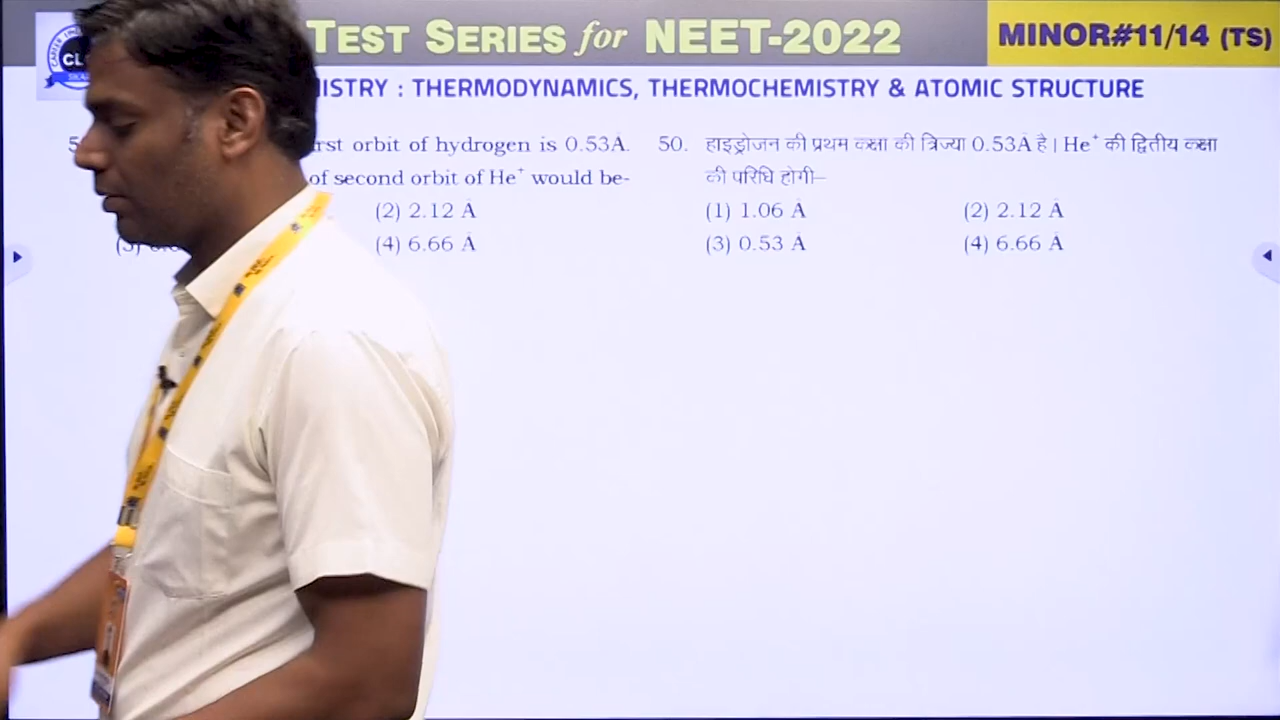 TEST SERIES for NEET-2022
MINOR#11/14 (TS)
CL
: THERMODYNAMICS, THERMOCHEMISTRY & ATOMIC STRUCTURE
orbit of hydrogen is 0.53Å.
of second orbit of He⁺ would be-
(2) 2.12 Å
(4) 6.66 Å
50. हाइड्रोजन की प्रथम कक्षा की त्रिज्या 0.53Å है। He⁺ की द्वितीय कक्षा
की परिधि होगी–
(1) 1.06 Å (2) 2.12 Å
(3) 0.53 Å (4) 6.66 Å